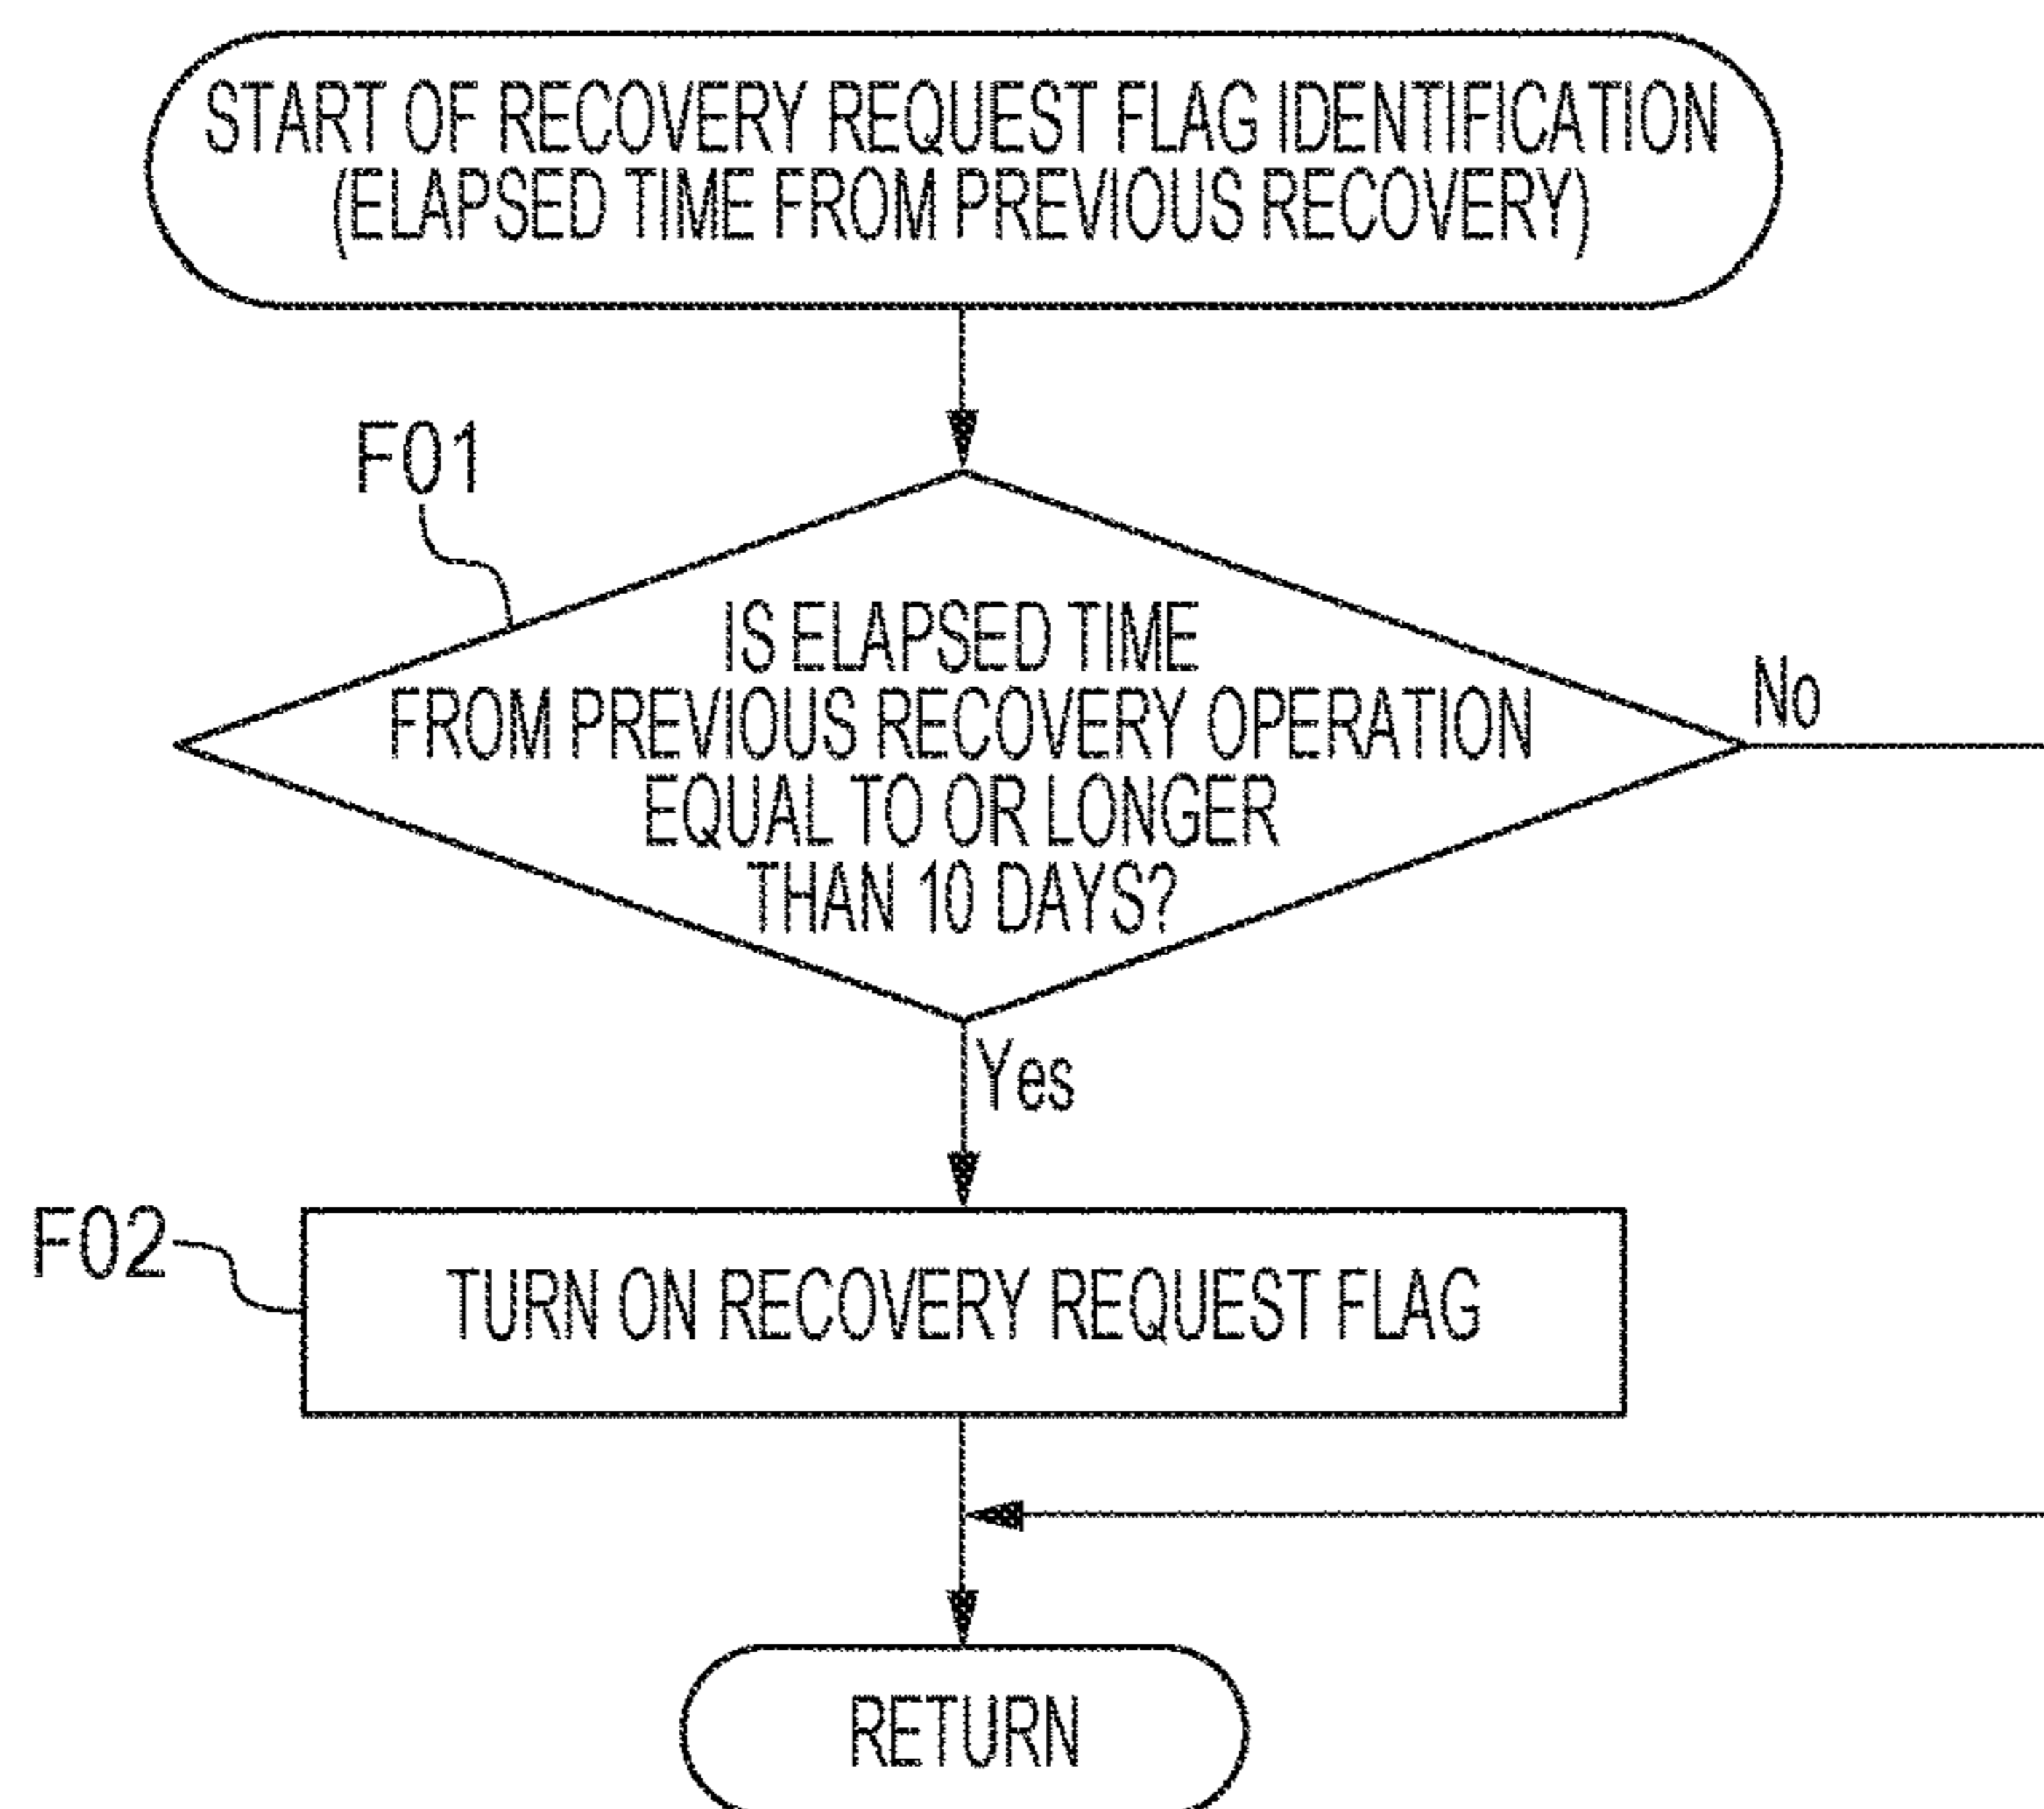 START OF RECOVERY REQUEST FLAG IDENTIFICATION
(ELAPSED TIME FROM PREVIOUS RECOVERY)
F01
IS ELAPSED TIME
FROM PREVIOUS RECOVERY OPERATION
EQUAL TO OR LONGER
THAN 10 DAYS?
No
Yes
F02
TURN ON RECOVERY REQUEST FLAG
RETURN